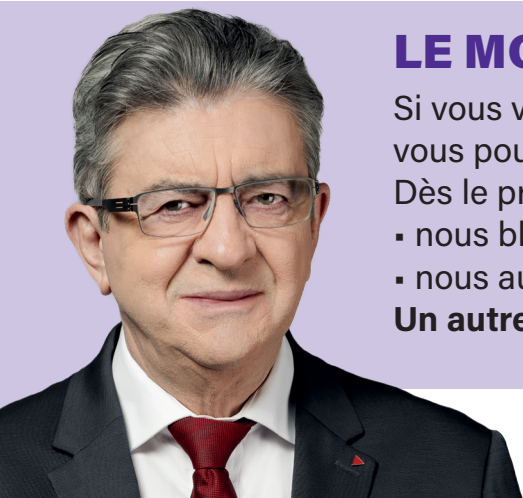 LE MO
Si vous v
vous pou
Dès le pr
▪ nous bl
▪ nous au
Un autre